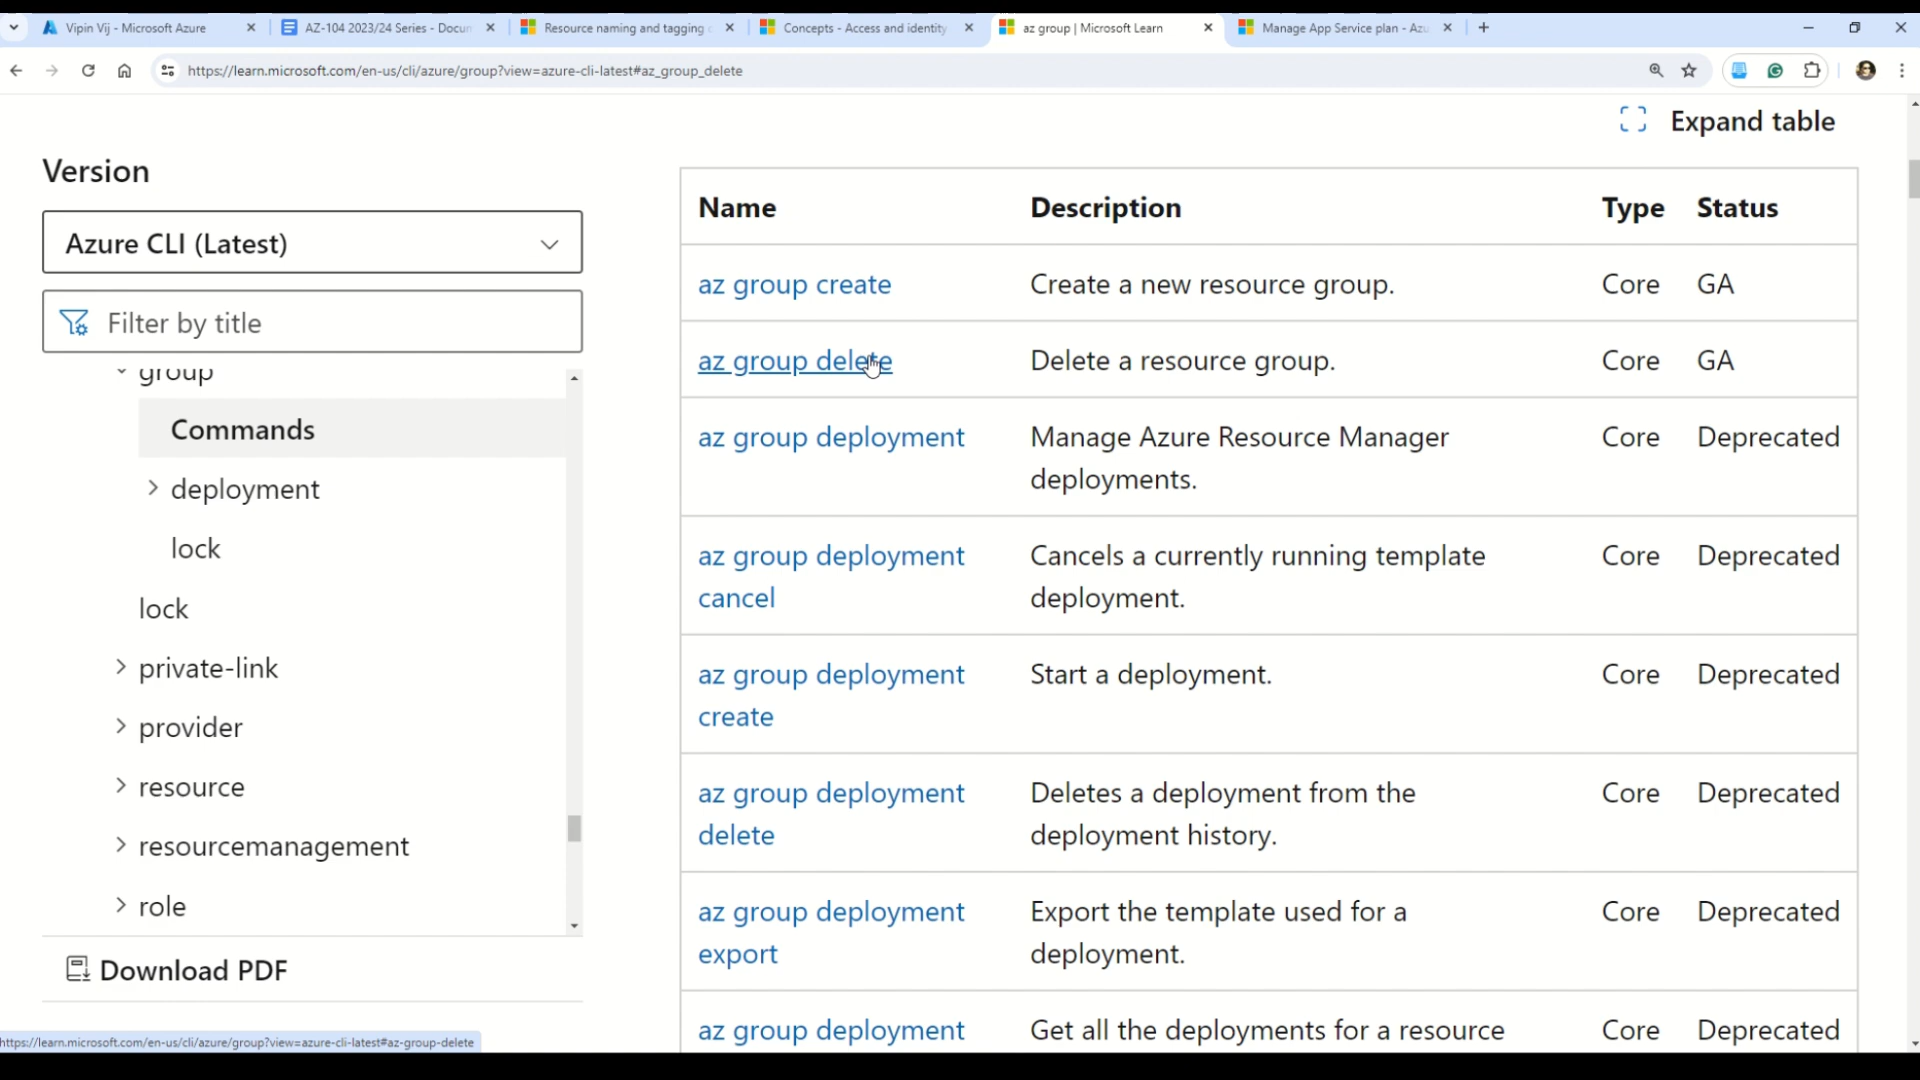 Vipin Vij - Microsoft Azure
AZ-104 2023/24 Series - Docun
Resource naming and tagging
Concepts - Access and identity
az group | Microsoft Learn
Manage App Service plan - Azu
https://learn.microsoft.com/en-us/cli/azure/group?view=azure-cli-latest#az_group_delete
Expand table
Version
Azure CLI (Latest)
Filter by title
group
Commands
deployment
lock
lock
private-link
provider
resource
resourcemanagement
role
Download PDF
Name Description Type Status
az group create Create a new resource group. Core GA
az group delete Delete a resource group. Core GA
az group deployment Manage Azure Resource Manager Core Deprecated
deployments.
az group deployment Cancels a currently running template Core Deprecated
cancel deployment.
az group deployment Start a deployment. Core Deprecated
create
az group deployment Deletes a deployment from the Core Deprecated
delete deployment history.
az group deployment Export the template used for a Core Deprecated
export deployment.
az group deployment Get all the deployments for a resource Core Deprecated
https://learn.microsoft.com/en-us/cli/azure/group?view=azure-cli-latest#az-group-delete